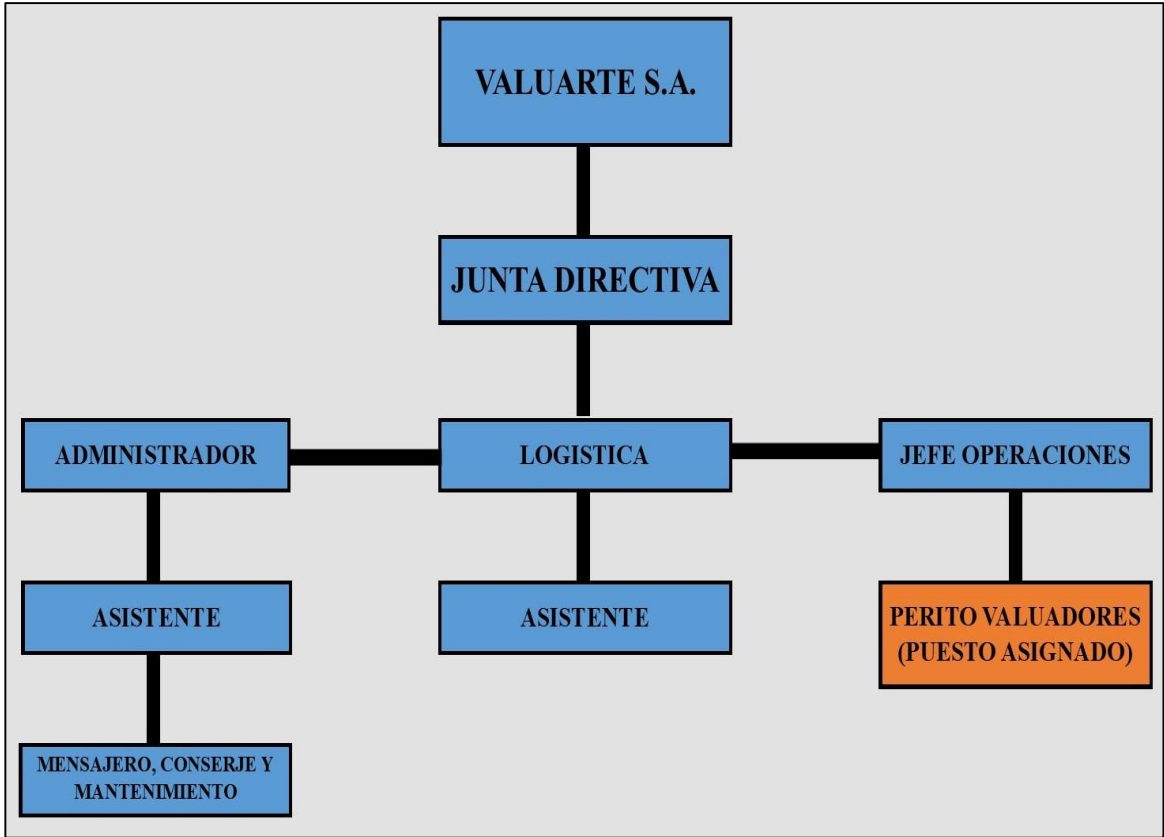 VALUARTE S.A.
JUNTA DIRECTIVA
ADMINISTRADOR
LOGISTICA
JEFE OPERACIONES
ASISTENTE
ASISTENTE
PERITO VALUADORES
(PUESTO ASIGNADO)
MENSAJERO, CONSERJE Y
MANTENIMIENTO